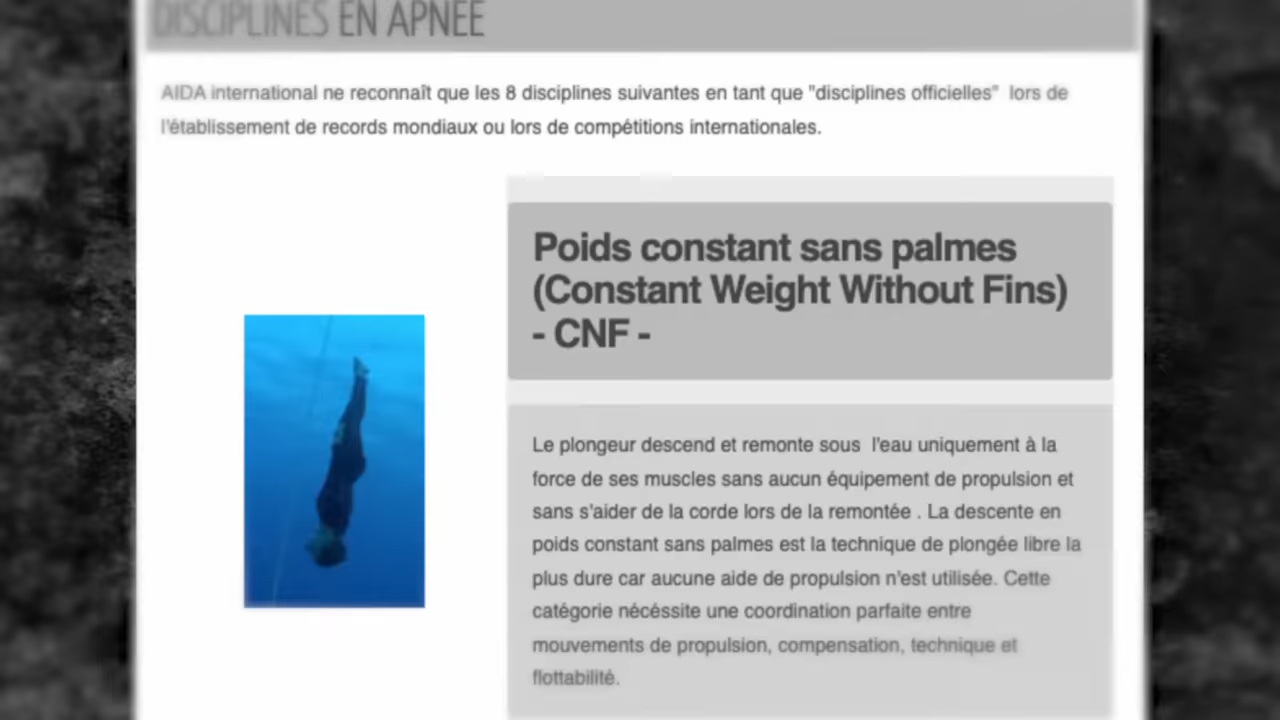 DISCIPLINES EN APNEE
AIDA international ne reconnaît que les 8 disciplines suivantes en tant que "disciplines officielles"  lors de
l'établissement de records mondiaux ou lors de compétitions internationales.
Poids constant sans palmes
(Constant Weight Without Fins)
- CNF -
Le plongeur descend et remonte sous  l'eau uniquement à la
force de ses muscles sans aucun équipement de propulsion et
sans s'aider de la corde lors de la remontée . La descente en
poids constant sans palmes est la technique de plongée libre la
plus dure car aucune aide de propulsion n'est utilisée. Cette
catégorie nécéssite une coordination parfaite entre
mouvements de propulsion, compensation, technique et
flottabilité.